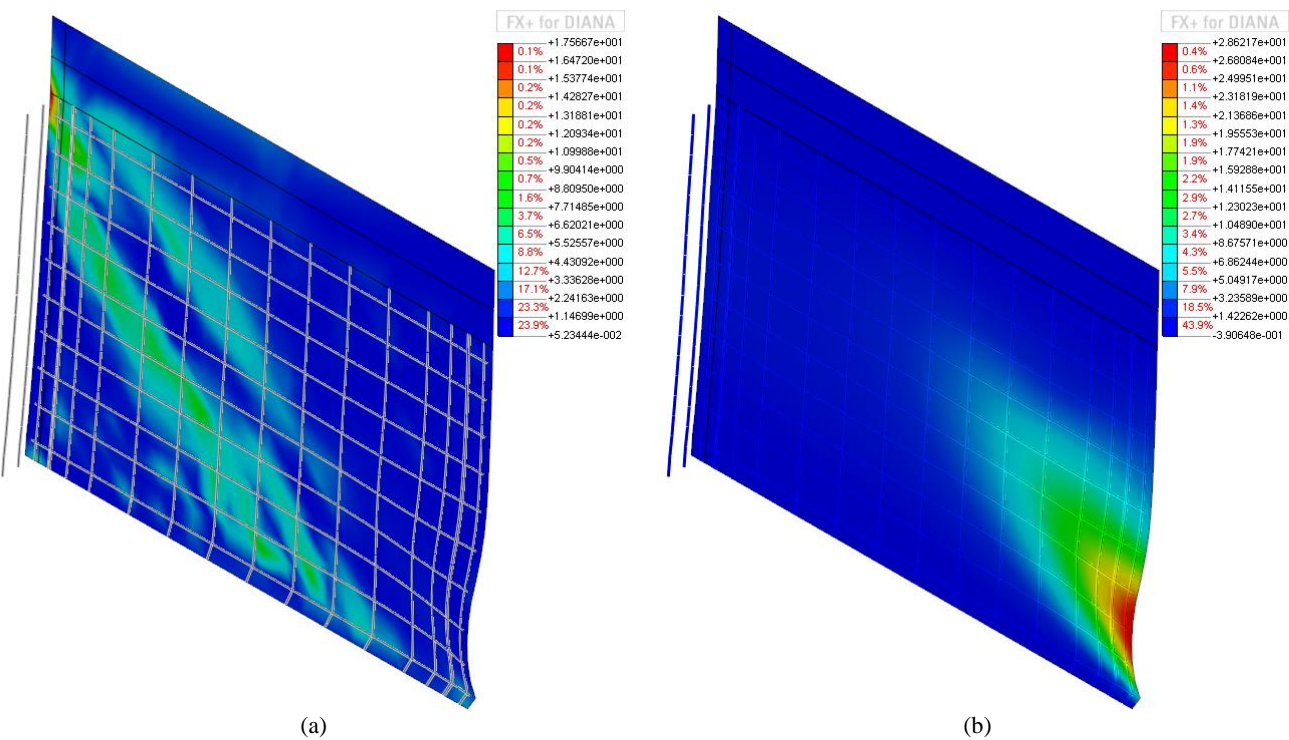 FX+ for DIANA
+1.75667e+001
0.1%
+1.64720e+001
0.1%
+1.53774e+001
0.2%
+1.42827e+001
0.2%
+1.31881e+001
0.2%
+1.20934e+001
0.2%
+1.09988e+001
0.5%
+9.90414e+000
0.7%
+8.80950e+000
1.6%
+7.71485e+000
3.7%
+6.62021e+000
6.5%
+5.52557e+000
8.8%
+4.43092e+000
12.7%
+3.33628e+000
17.1%
+2.24163e+000
23.3%
+1.14699e+000
23.9%
+5.23444e-002
(a)
FX+ for DIANA
+2.86217e+001
0.4%
+2.68084e+001
0.6%
+2.49951e+001
1.1%
+2.31819e+001
1.4%
+2.13686e+001
1.3%
+1.95553e+001
1.9%
+1.77421e+001
1.9%
+1.59288e+001
2.2%
+1.41155e+001
2.9%
+1.23023e+001
2.7%
+1.04890e+001
3.4%
+8.67571e+000
4.3%
+6.86244e+000
5.5%
+5.04917e+000
7.9%
+3.23589e+000
18.5%
+1.42262e+000
43.9%
-3.90648e-001
(b)